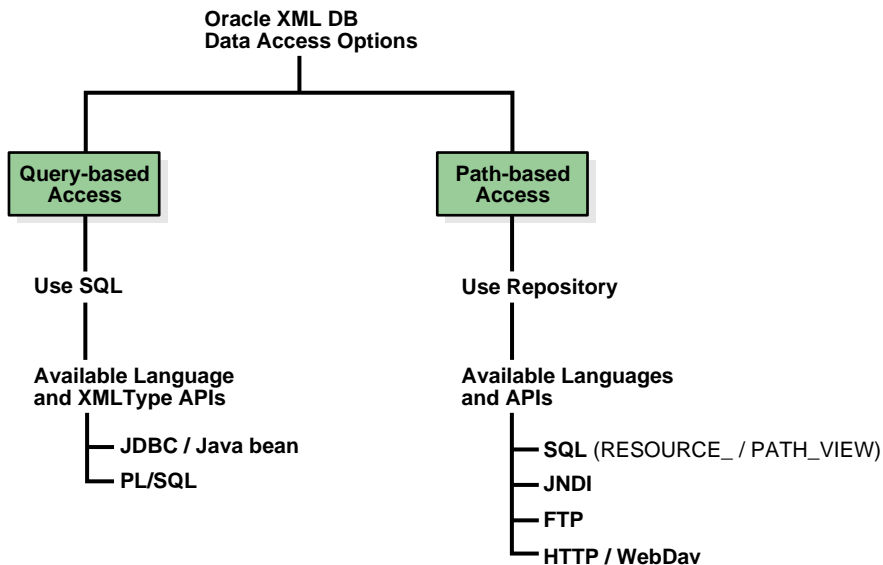 Oracle XML DB
Data Access Options
Query-based
Access
Use SQL
Available Language
and XMLType APIs
JDBC / Java bean
PL/SQL
Path-based
Access
Use Repository
Available Languages
and APIs
SQL (RESOURCE_ / PATH_VIEW)
JNDI
FTP
HTTP / WebDav